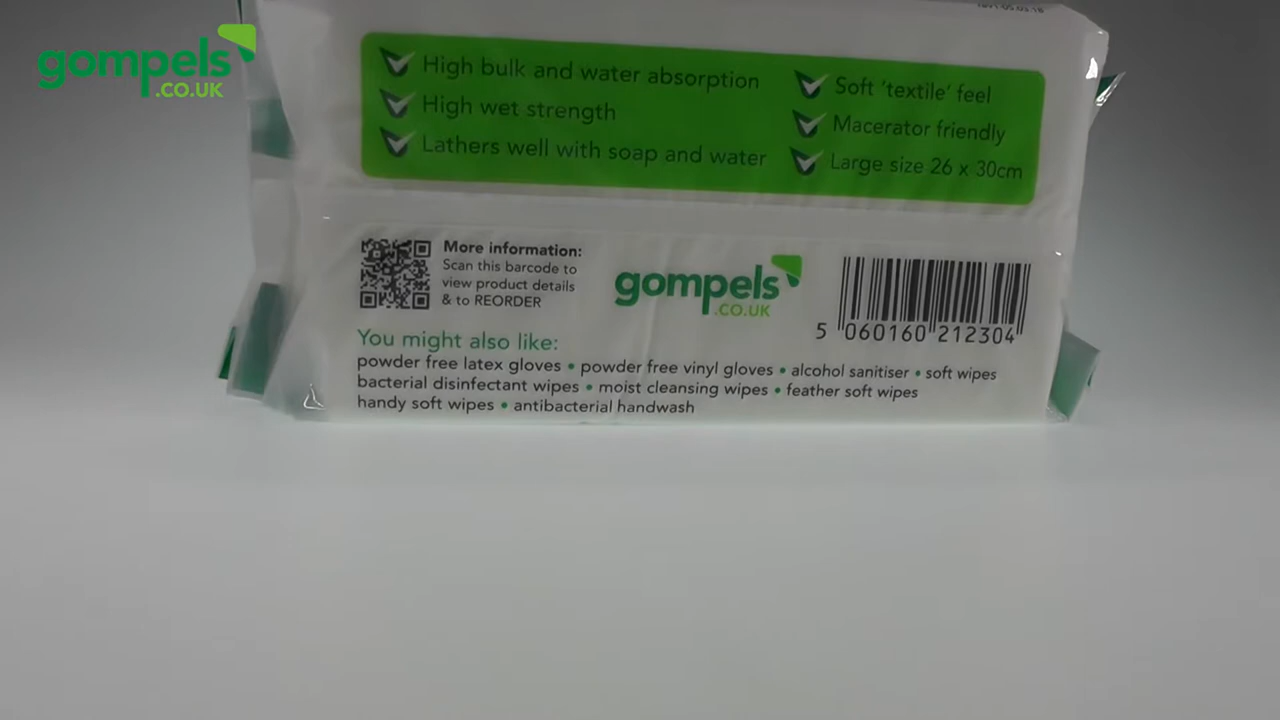 gompels
.CO.UK
High bulk and water absorption
High wet strength
Lathers well with soap and water
Soft 'textile' feel
Macerator friendly
Large size 26 x 30cm
More information:
Scan this barcode to
view product details
& to REORDER
gompels
.CO.UK
5 060160 212304
You might also like:
powder free latex gloves • powder free vinyl gloves • alcohol sanitiser • soft wipes
bacterial disinfectant wipes • moist cleansing wipes • feather soft wipes
handy soft wipes • antibacterial handwash